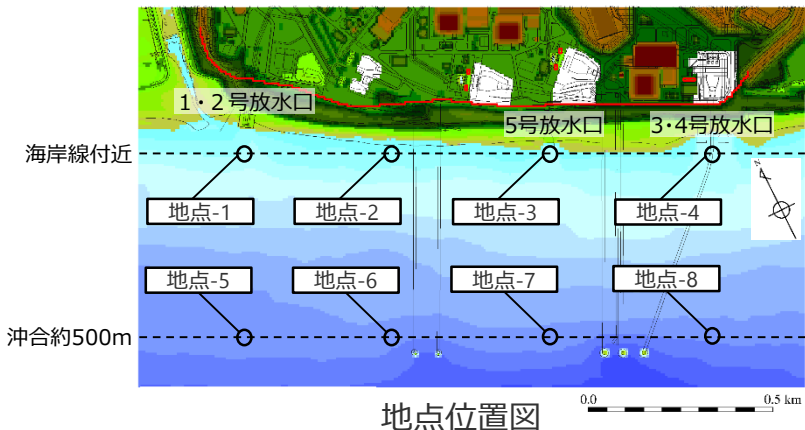 1・2号放水口
5号放水口
3・4号放水口
海岸線付近
N
地点-1
地点-2
地点-3
地点-4
地点-5
地点-6
地点-7
地点-8
沖合約500m
地点位置図
0.0
0.5 km